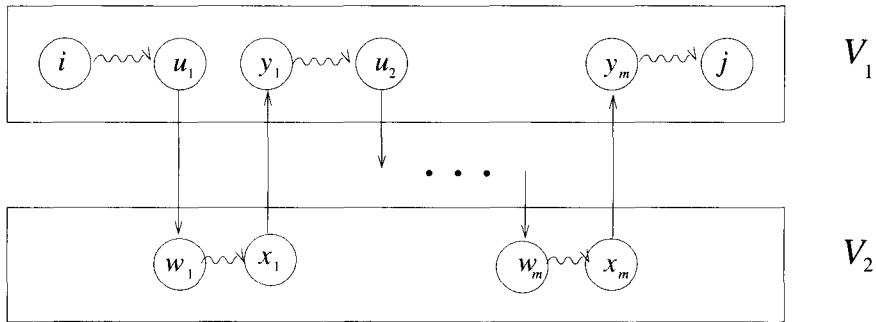 i u₁ y₁ u₂ yₘ j V₁
. . .
w₁ x₁ wₘ xₘ V₂